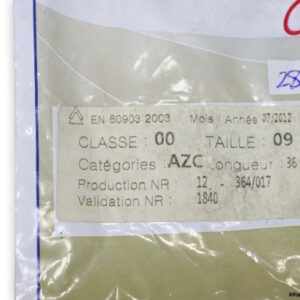 EN 60903:2003 Mois / Année 07/2012
CLASSE : 00 TAILLE : 09
Catégories : AZC Longueur : 36
Production NR : 12 - 364/017
Validation NR : 1840
28